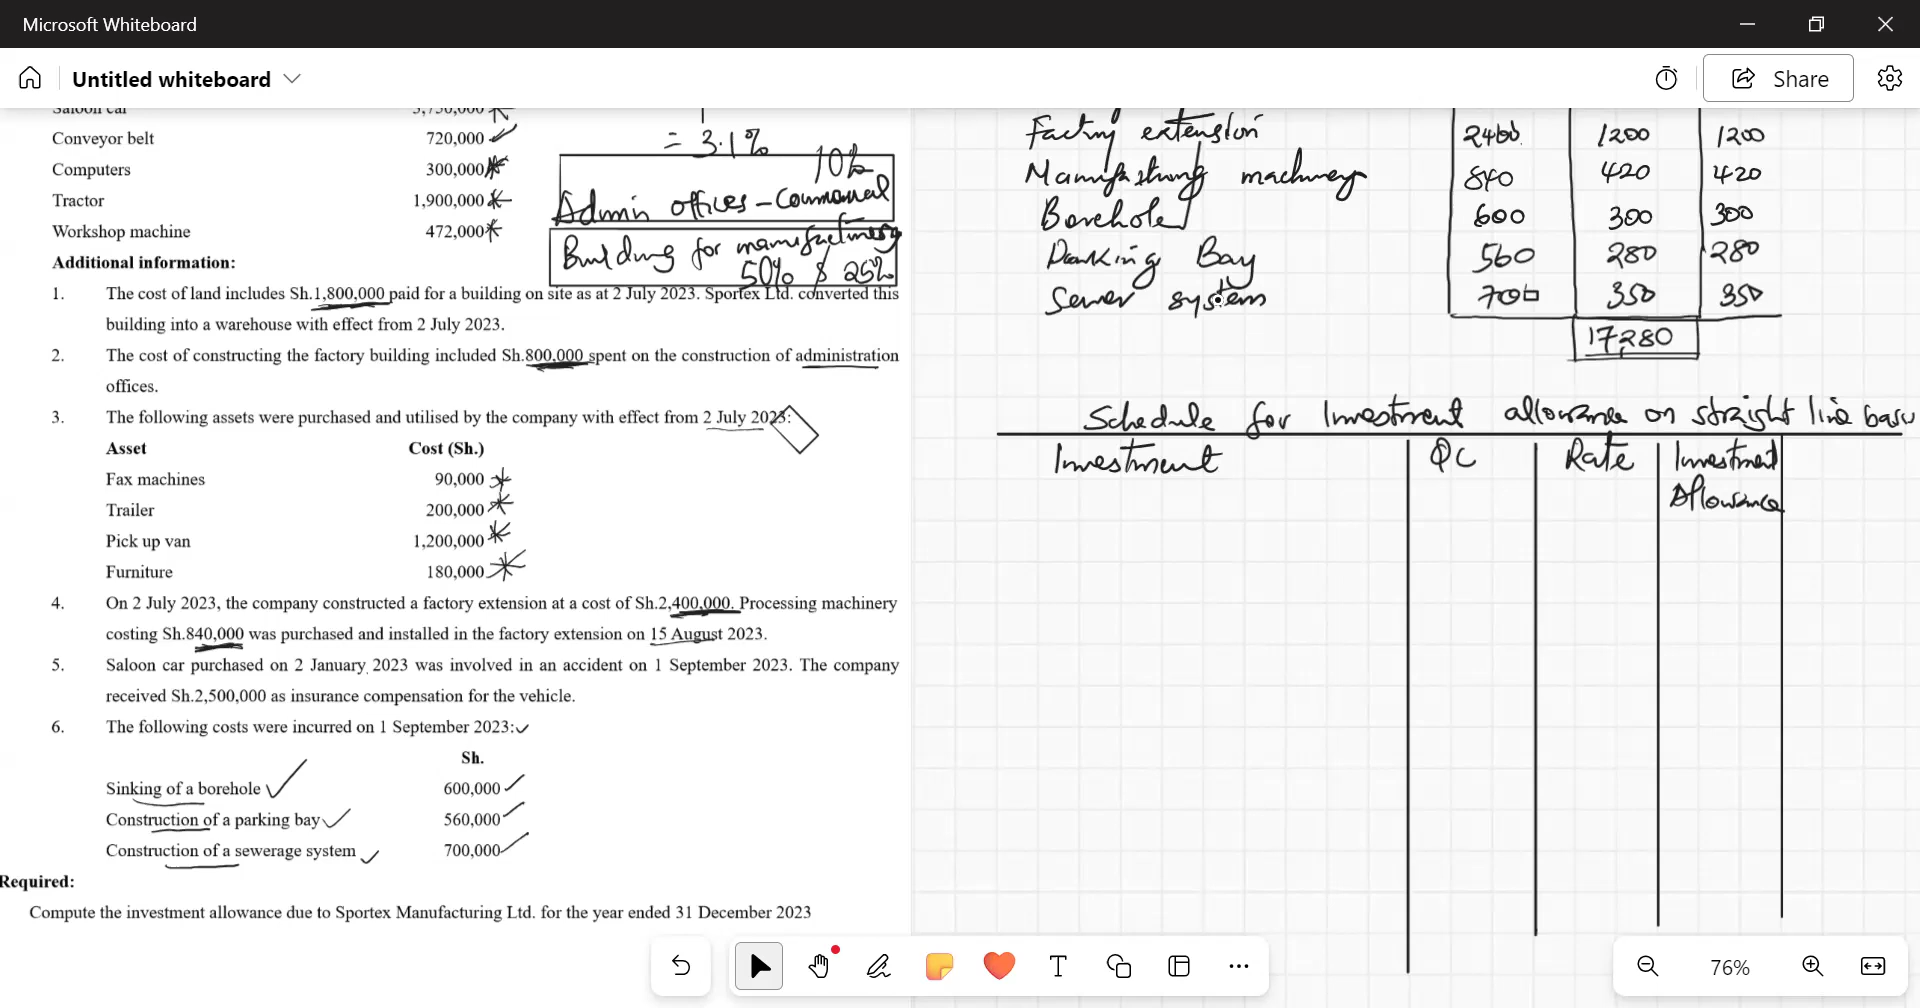 Microsoft Whiteboard
Untitled whiteboard
Share
Saloon car 3,750,000
Conveyor belt 720,000
Computers 300,000
Tractor 1,900,000
Workshop machine 472,000
= 3.1%
10%
Admin offices - Commercial
Building for manufacturing
50% & 25%
Additional information:
1. The cost of land includes Sh.1,800,000 paid for a building on site as at 2 July 2023. Sportex Ltd. converted this
building into a warehouse with effect from 2 July 2023.
2. The cost of constructing the factory building included Sh.800,000 spent on the construction of administration
offices.
3. The following assets were purchased and utilised by the company with effect from 2 July 2023:
Asset Cost (Sh.)
Fax machines 90,000
Trailer 200,000
Pick up van 1,200,000
Furniture 180,000
4. On 2 July 2023, the company constructed a factory extension at a cost of Sh.2,400,000. Processing machinery
costing Sh.840,000 was purchased and installed in the factory extension on 15 August 2023.
5. Saloon car purchased on 2 January 2023 was involved in an accident on 1 September 2023. The company
received Sh.2,500,000 as insurance compensation for the vehicle.
6. The following costs were incurred on 1 September 2023:
Sh.
Sinking of a borehole 600,000
Construction of a parking bay 560,000
Construction of a sewerage system 700,000
Required:
Compute the investment allowance due to Sportex Manufacturing Ltd. for the year ended 31 December 2023
Factory extension 2400 1200 1200
Manufacturing machinery 840 420 420
Borehole 600 300 300
Parking Bay 560 280 280
Sewer system 700 350 350
17,280
Schedule for Investment allowance on straight line basis
Investment QC Rate Investment
Allowance
76%